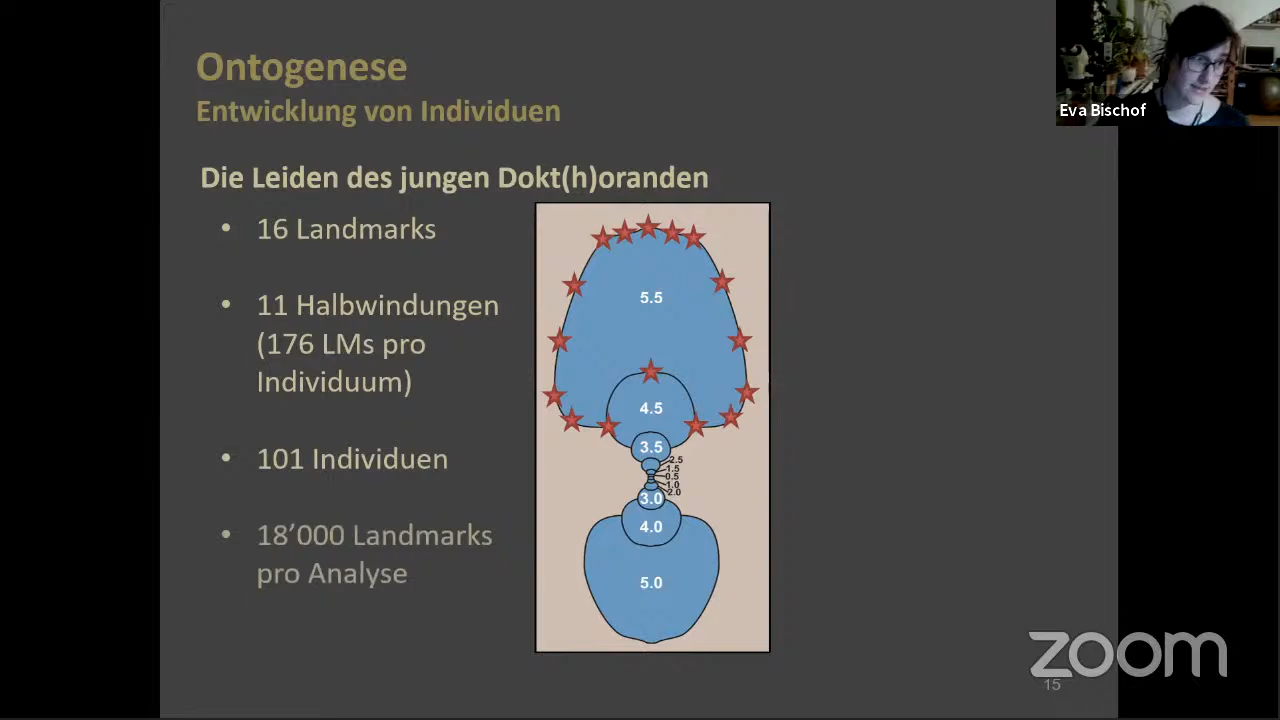 Ontogenese
Entwicklung von Individuen
Eva Bischof
Die Leiden des jungen Dokt(h)oranden
• 16 Landmarks
• 11 Halbwindungen
(176 LMs pro
Individuum)
• 101 Individuen
• 18’000 Landmarks
pro Analyse
5.5
4.5
3.5
2.5
1.5
0.5
1.0
2.0
3.0
4.0
5.0
zoom
15